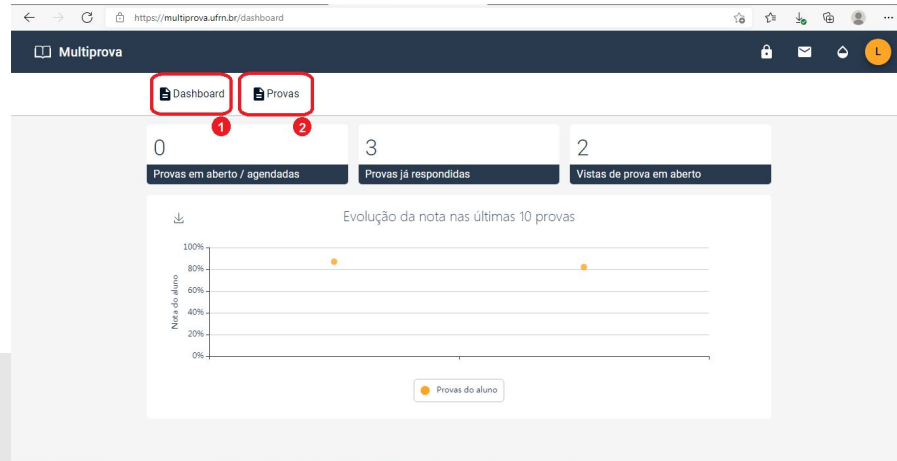 https://multiprova.ufrn.br/dashboard
Multiprova
L
Dashboard
Provas
1
2
0
3
2
Provas em aberto / agendadas
Provas já respondidas
Vistas de prova em aberto
Evolução da nota nas últimas 10 provas
Nota do aluno
100%
80%
60%
40%
20%
0%
Provas do aluno